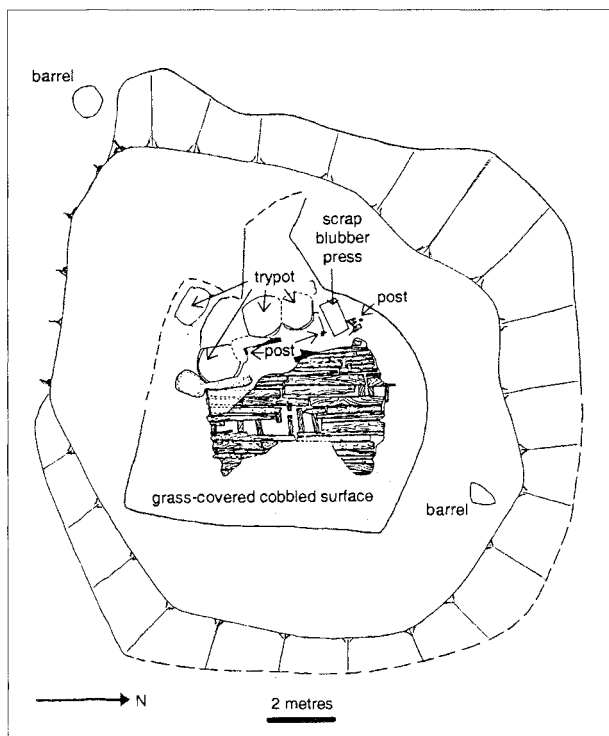 barrel
scrap
blubber
press
trypot
post
post
grass-covered cobbled surface
barrel
N
2 metres